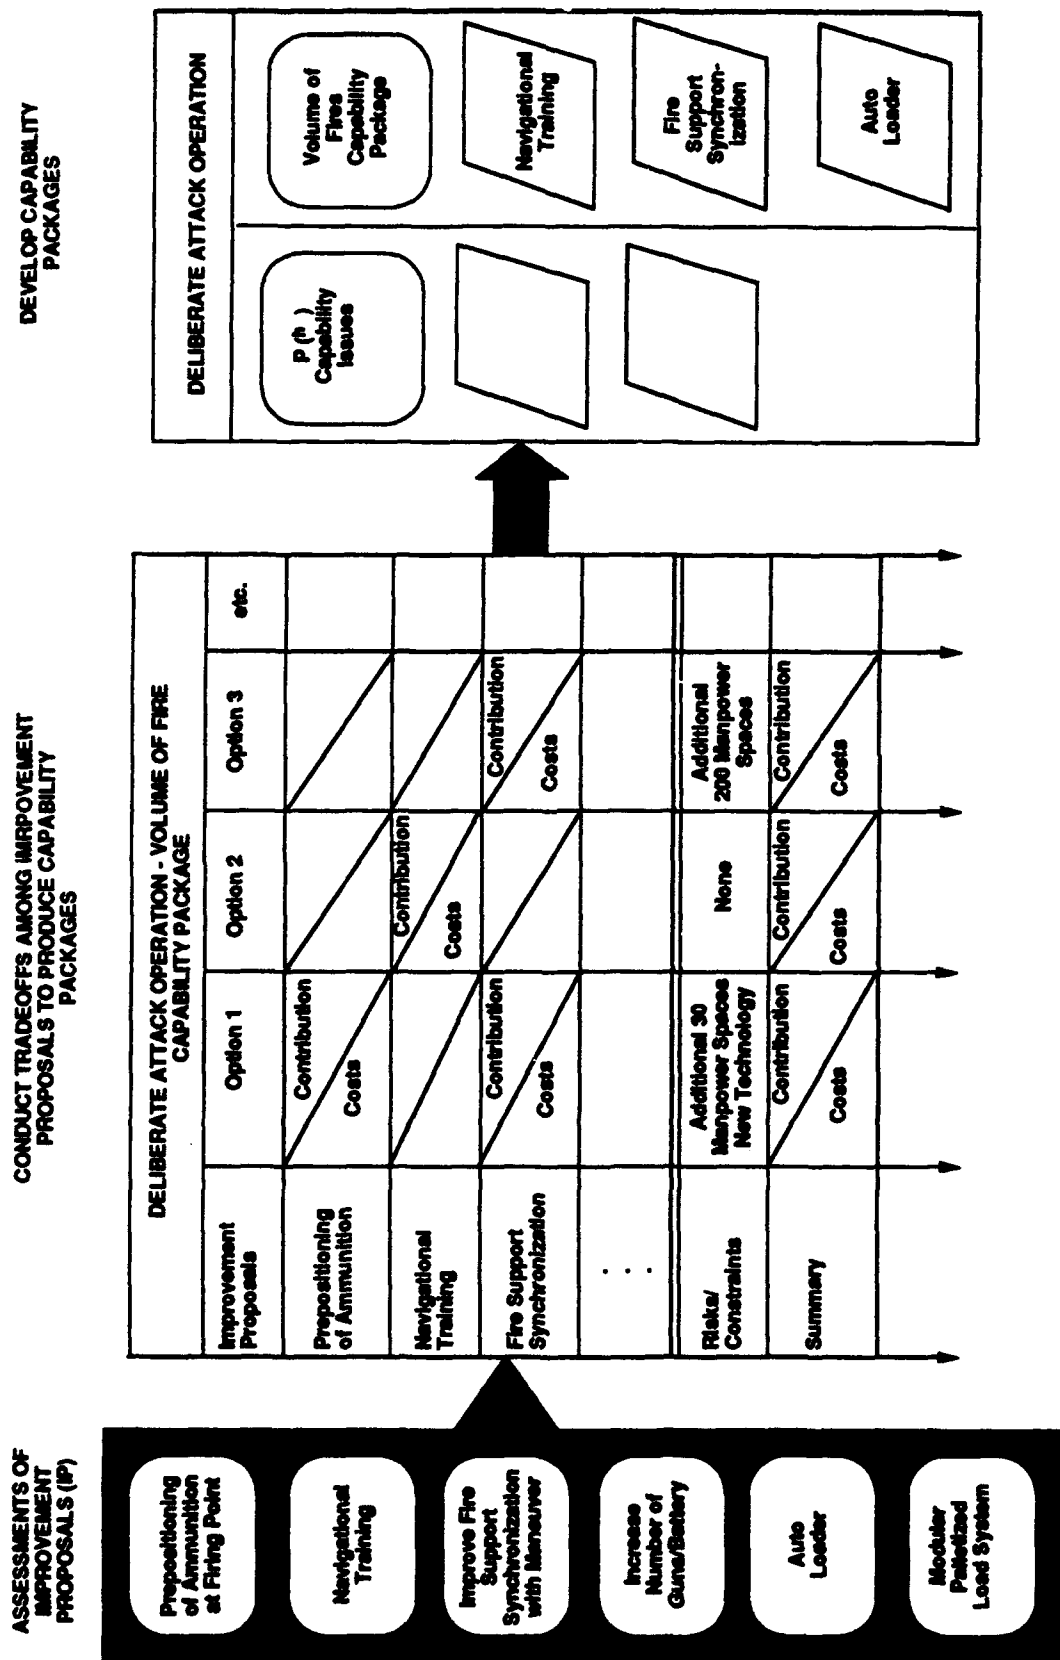 ASSESSMENTS OF
IMPROVEMENT
PROPOSALS (IP)
Prepositioning
of Ammunition
at Firing Point
Navigational
Training
Improve Fire
Support
Synchronization
with Maneuver
Increase
Number of
Guns/Battery
Auto
Loader
Modular
Palletized
Load System
CONDUCT TRADEOFFS AMONG IMRPOVEMENT
PROPOSALS TO PRODUCE CAPABILITY
PACKAGES
DELIBERATE ATTACK OPERATION - VOLUME OF FIRE
CAPABILITY PACKAGE
Improvement
Proposals
Option 1
Option 2
Option 3
etc.
Prepositioning
of Ammunition
Contribution
Costs
Navigational
Training
Contribution
Costs
Fire Support
Synchronization
Contribution
Costs
Contribution
Costs
. . .
Risks/
Constraints
Additional 30
Manpower Spaces
New Technology
None
Additional
200 Manpower
Spaces
Summary
Contribution
Costs
Contribution
Costs
Contribution
Costs
DEVELOP CAPABILITY
PACKAGES
DELIBERATE ATTACK OPERATION
P (h)
Capability
Issues
Volume of
Fires
Capability
Package
Navigational
Training
Fire
Support
Synchron-
ization
Auto
Loader